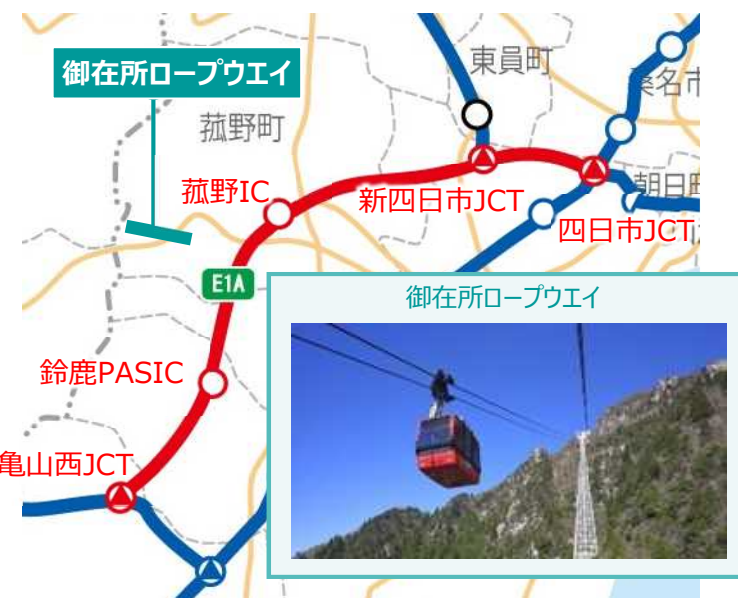 御在所ロープウエイ
東員町
桑名市
菰野町
菰野IC
新四日市JCT
朝日町
四日市JCT
E1A
御在所ロープウエイ
鈴鹿PASIC
亀山西JCT